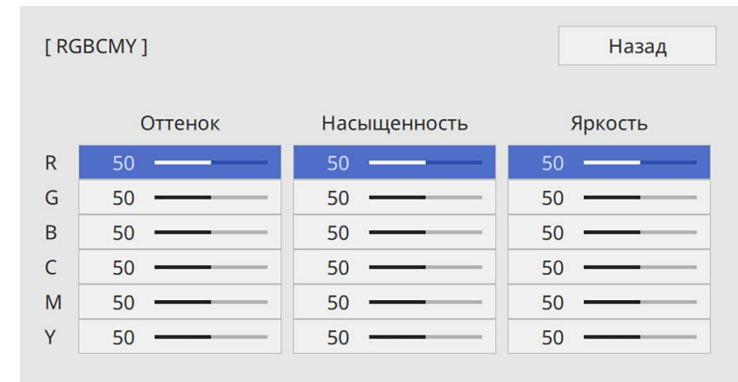 [ RGBCMY ] Назад
Оттенок Насыщенность Яркость
R 50 50 50
G 50 50 50
B 50 50 50
C 50 50 50
M 50 50 50
Y 50 50 50